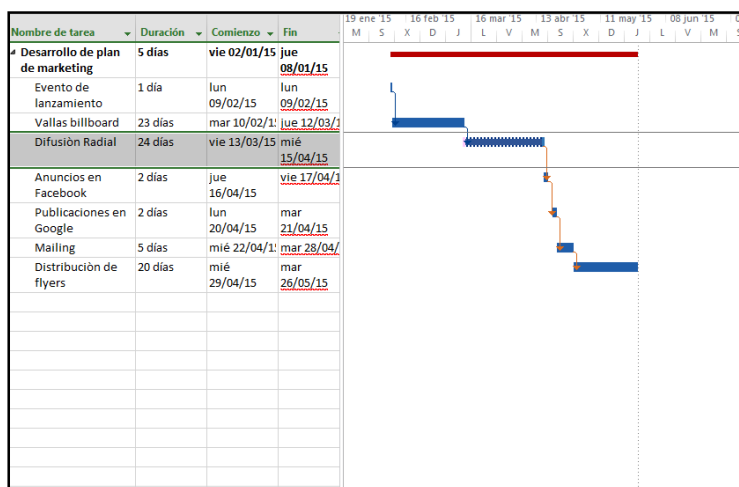 19 ene '15 16 feb '15 16 mar '15 13 abr '15 11 may '15 08 jun '15
Nombre de tarea Duración Comienzo Fin M S X D J L V M S X D J L V M S
Desarrollo de plan de marketing 5 días vie 02/01/15 jue 08/01/15
Evento de lanzamiento 1 día lun 09/02/15 lun 09/02/15
Vallas billboard 23 días mar 10/02/1 jue 12/03/1
Difusiòn Radial 24 días vie 13/03/15 mié 15/04/15
Anuncios en Facebook 2 días jue 16/04/15 vie 17/04/1
Publicaciones en Google 2 días lun 20/04/15 mar 21/04/15
Mailing 5 días mié 22/04/1 mar 28/04/
Distribuciòn de flyers 20 días mié 29/04/15 mar 26/05/15